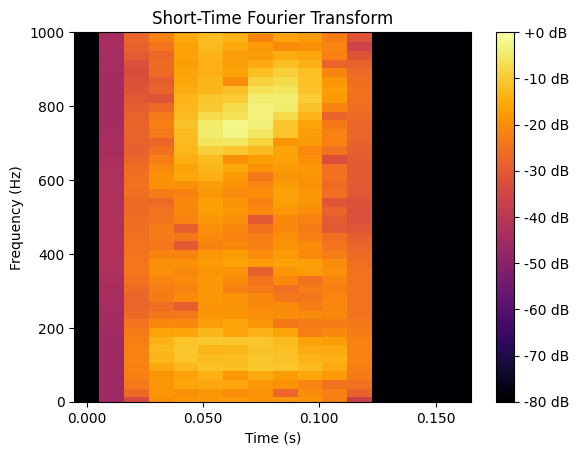 Short-Time Fourier Transform
1000
800
600
400
200
0
Frequency (Hz)
0.000
0.050
0.100
0.150
Time (s)
+0 dB
-10 dB
-20 dB
-30 dB
-40 dB
-50 dB
-60 dB
-70 dB
-80 dB